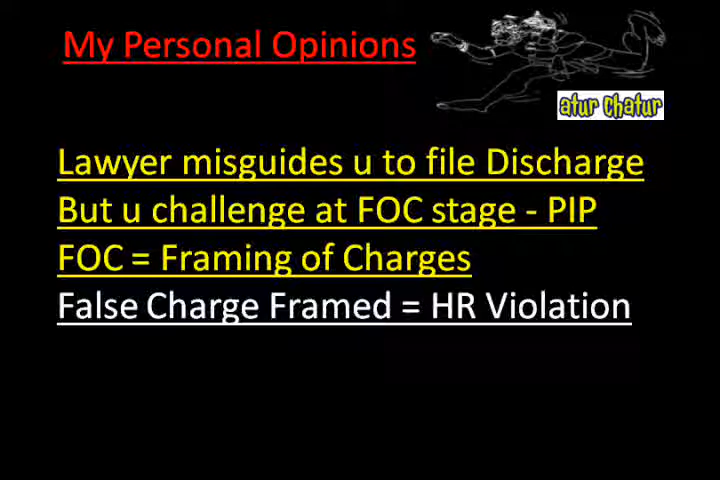 My Personal Opinions
atur chatur
Lawyer misguides u to file Discharge
But u challenge at FOC stage - PIP
FOC = Framing of Charges
False Charge Framed = HR Violation